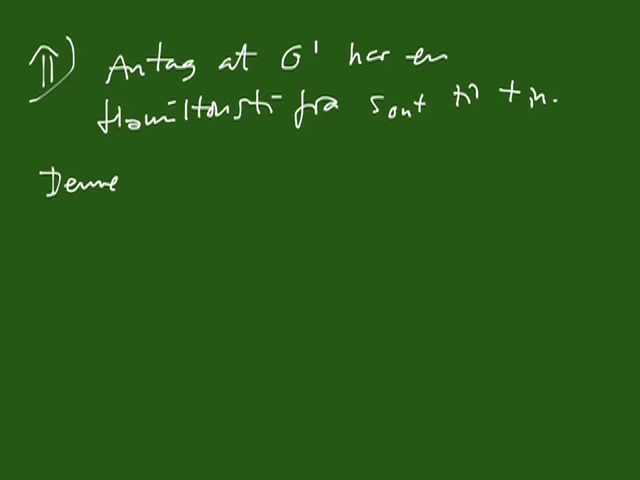 ⇑) Antag at G' har en
Hamiltonsti fra s_out til t_in.
Denne